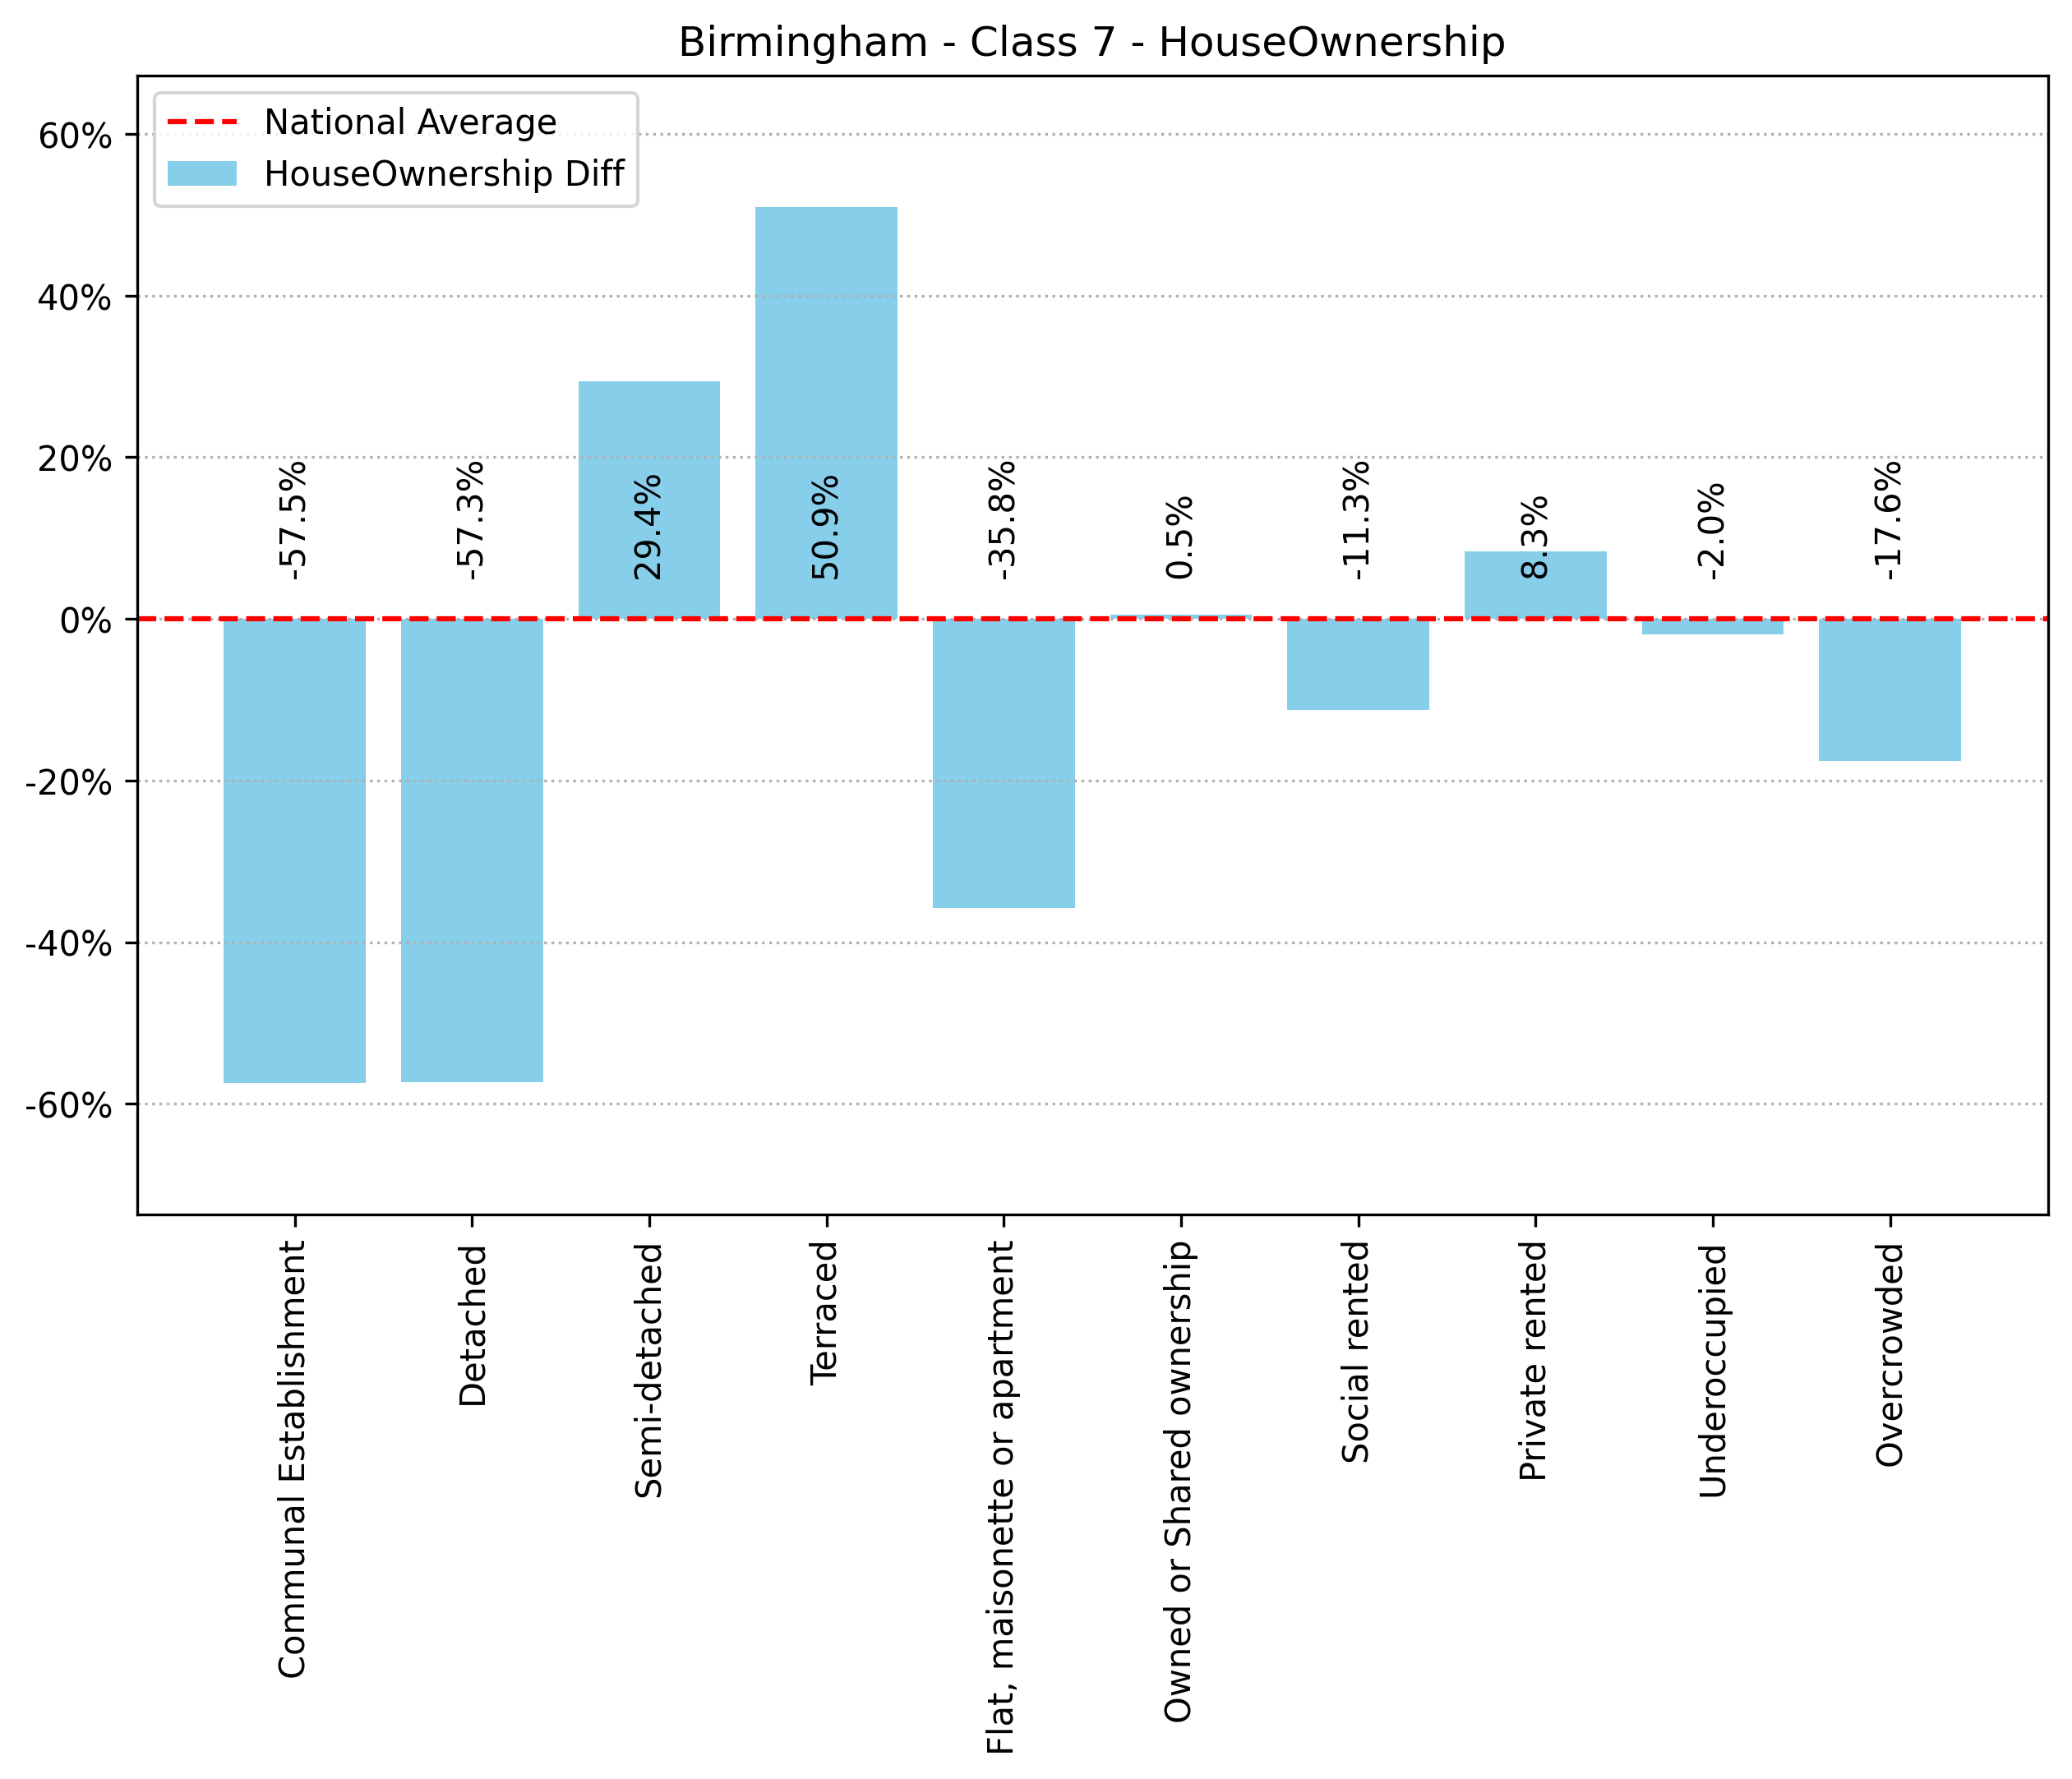 Birmingham - Class 7 - HouseOwnership
National Average
HouseOwnership Diff
60%
40%
20%
0%
-20%
-40%
-60%
-57.5%
-57.3%
29.4%
50.9%
-35.8%
0.5%
-11.3%
8.3%
-2.0%
-17.6%
Communal Establishment
Detached
Semi-detached
Terraced
Flat, maisonette or apartment
Owned or Shared ownership
Social rented
Private rented
Underoccupied
Overcrowded